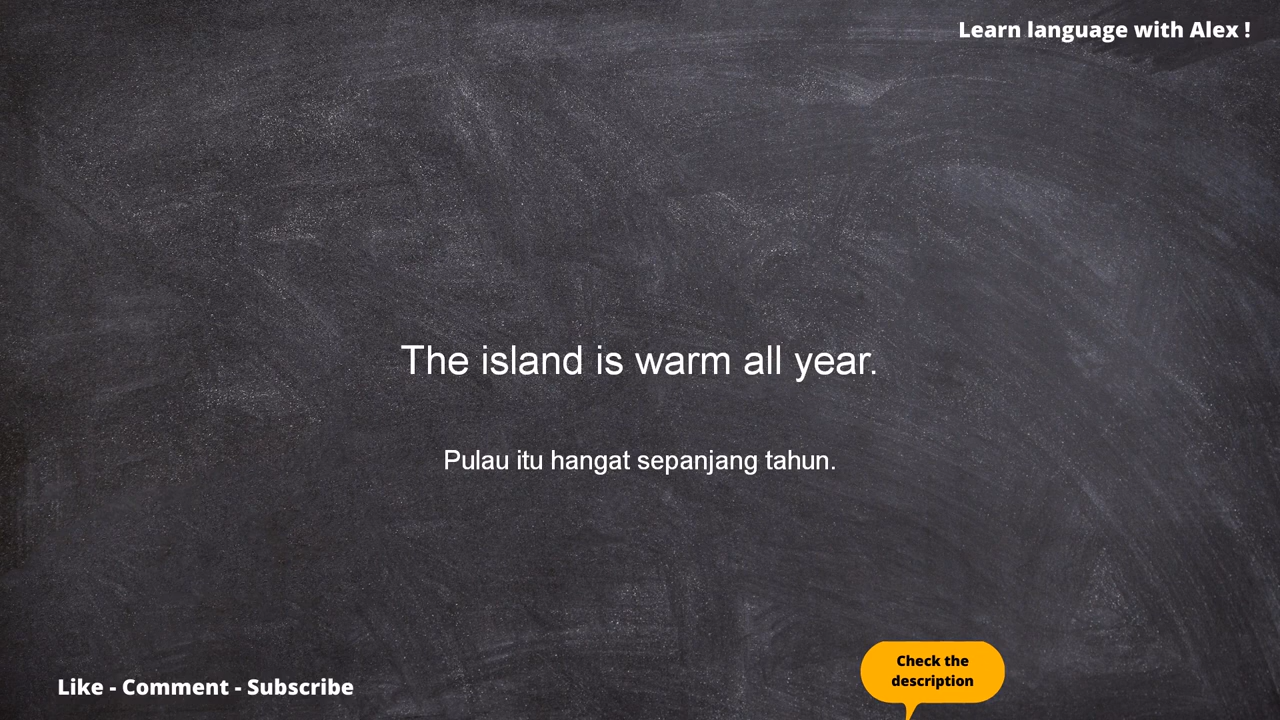 Learn language with Alex !
The island is warm all year.
Pulau itu hangat sepanjang tahun.
Like - Comment - Subscribe
Check the
description